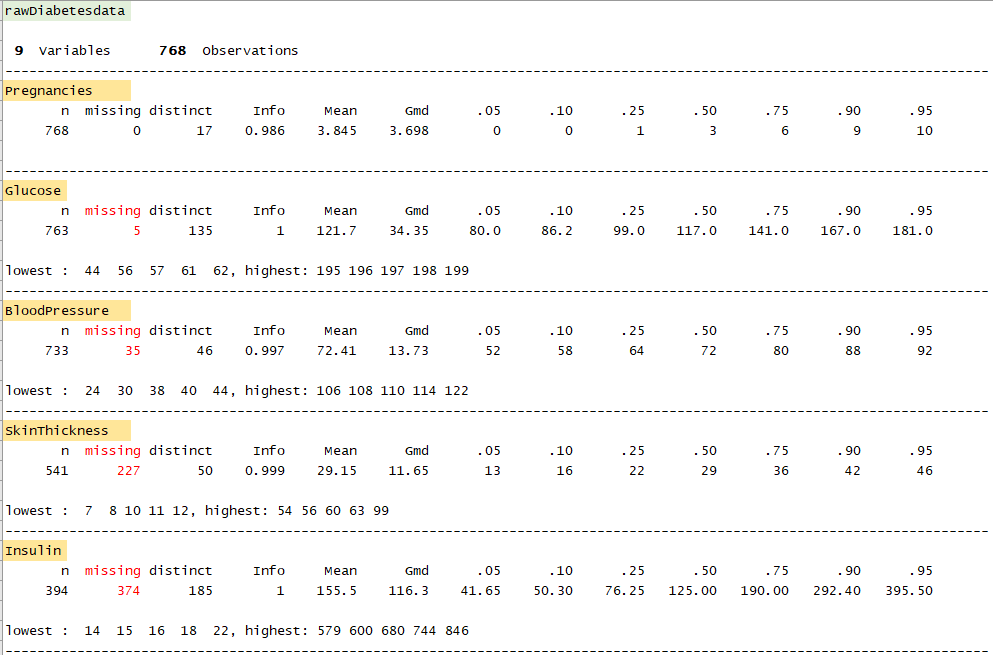 rawDiabetesdata
9 Variables 768 Observations
--------------------------------------------------------------------------------
Pregnancies
n missing distinct Info Mean Gmd .05 .10 .25 .50 .75 .90 .95
768 0 17 0.986 3.845 3.698 0 0 1 3 6 9 10
--------------------------------------------------------------------------------
Glucose
n missing distinct Info Mean Gmd .05 .10 .25 .50 .75 .90 .95
763 5 135 1 121.7 34.35 80.0 86.2 99.0 117.0 141.0 167.0 181.0
lowest : 44 56 57 61 62, highest: 195 196 197 198 199
--------------------------------------------------------------------------------
BloodPressure
n missing distinct Info Mean Gmd .05 .10 .25 .50 .75 .90 .95
733 35 46 0.997 72.41 13.73 52 58 64 72 80 88 92
lowest : 24 30 38 40 44, highest: 106 108 110 114 122
--------------------------------------------------------------------------------
SkinThickness
n missing distinct Info Mean Gmd .05 .10 .25 .50 .75 .90 .95
541 227 50 0.999 29.15 11.65 13 16 22 29 36 42 46
lowest : 7 8 10 11 12, highest: 54 56 60 63 99
--------------------------------------------------------------------------------
Insulin
n missing distinct Info Mean Gmd .05 .10 .25 .50 .75 .90 .95
394 374 185 1 155.5 116.3 41.65 50.30 76.25 125.00 190.00 292.40 395.50
lowest : 14 15 16 18 22, highest: 579 600 680 744 846
--------------------------------------------------------------------------------